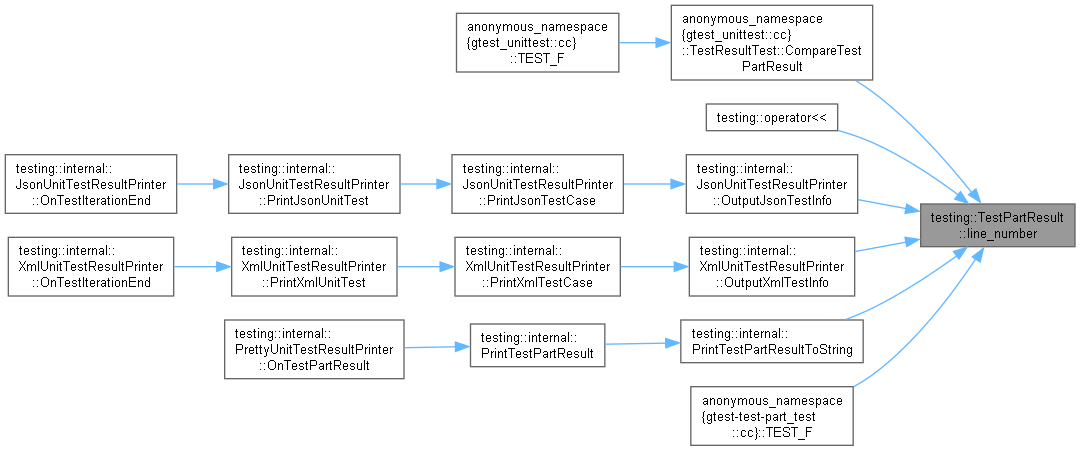 anonymous_namespace
{gtest_unittest::cc}
::TEST_F
anonymous_namespace
{gtest_unittest::cc}
::TestResultTest::CompareTest
PartResult
testing::operator<<
testing::internal::
JsonUnitTestResultPrinter
::OnTestIterationEnd
testing::internal::
JsonUnitTestResultPrinter
::PrintJsonUnitTest
testing::internal::
JsonUnitTestResultPrinter
::PrintJsonTestCase
testing::internal::
JsonUnitTestResultPrinter
::OutputJsonTestInfo
testing::TestPartResult
::line_number
testing::internal::
XmlUnitTestResultPrinter
::OnTestIterationEnd
testing::internal::
XmlUnitTestResultPrinter
::PrintXmlUnitTest
testing::internal::
XmlUnitTestResultPrinter
::PrintXmlTestCase
testing::internal::
XmlUnitTestResultPrinter
::OutputXmlTestInfo
testing::internal::
PrettyUnitTestResultPrinter
::OnTestPartResult
testing::internal::
PrintTestPartResult
testing::internal::
PrintTestPartResultToString
anonymous_namespace
{gtest-test-part_test
::cc}::TEST_F